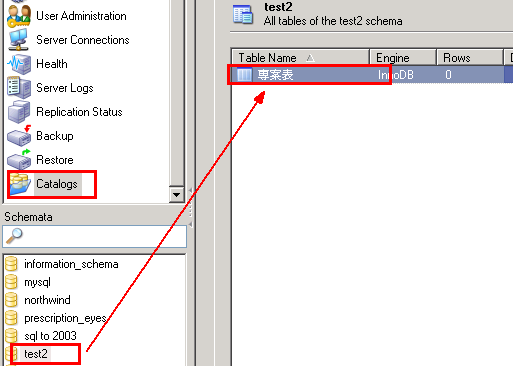 User Administration
Server Connections
Health
Server Logs
Replication Status
Backup
Restore
Catalogs
Schemata
information_schema
mysql
northwind
prescription_eyes
sql to 2003
test2
test2
All tables of the test2 schema
Table Name Engine Rows
專案表 InnoDB 0